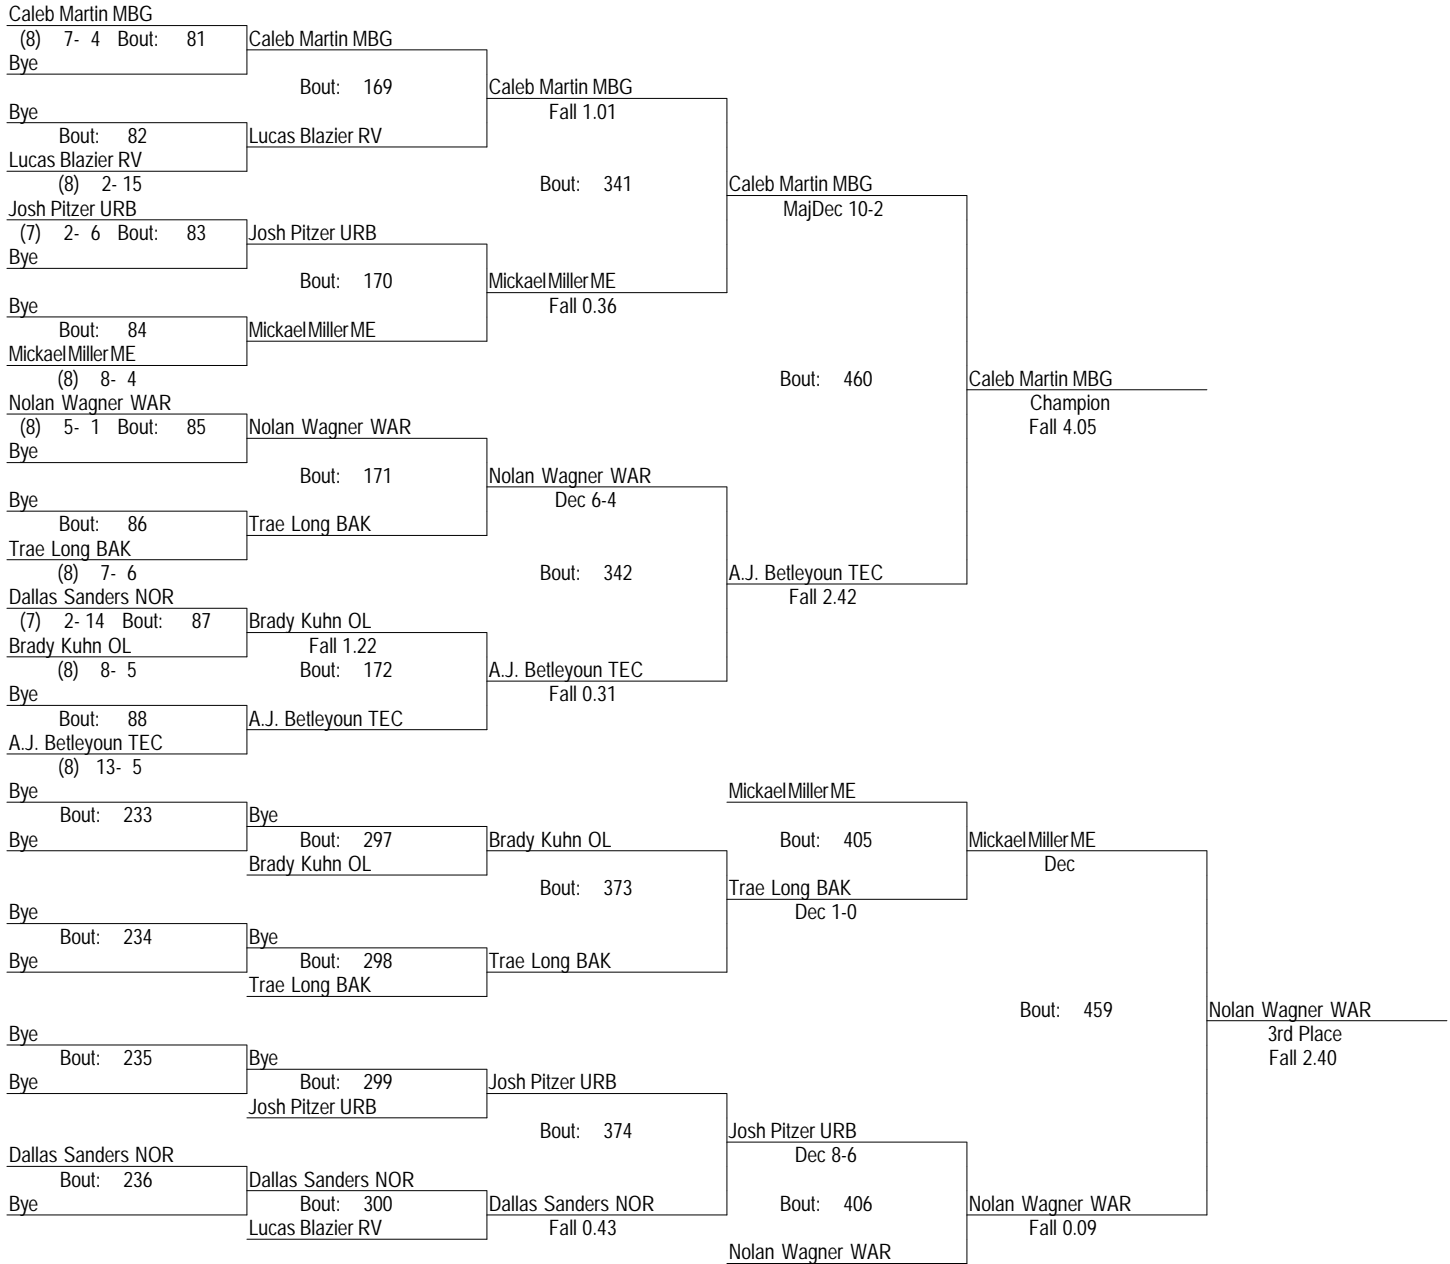 Caleb Martin MBG
(8) 7- 4 Bout: 81 Caleb Martin MBG
Bye
Bout: 169 Caleb Martin MBG
Bye Fall 1.01
Bout: 82 Lucas Blazier RV
Lucas Blazier RV
(8) 2- 15 Bout: 341 Caleb Martin MBG
Josh Pitzer URB MajDec 10-2
(7) 2- 6 Bout: 83 Josh Pitzer URB
Bye
Bout: 170 Mickael Miller ME
Bye Fall 0.36
Bout: 84 Mickael Miller ME
Mickael Miller ME
(8) 8- 4 Bout: 460 Caleb Martin MBG
Nolan Wagner WAR Champion
(8) 5- 1 Bout: 85 Nolan Wagner WAR Fall 4.05
Bye
Bout: 171 Nolan Wagner WAR
Bye Dec 6-4
Bout: 86 Trae Long BAK
Trae Long BAK
(8) 7- 6 Bout: 342 A.J. Betleyoun TEC
Dallas Sanders NOR Fall 2.42
(7) 2- 14 Bout: 87 Brady Kuhn OL
Brady Kuhn OL Fall 1.22
(8) 8- 5 Bout: 172 A.J. Betleyoun TEC
Bye Fall 0.31
Bout: 88 A.J. Betleyoun TEC
A.J. Betleyoun TEC
(8) 13- 5
Bye Mickael Miller ME
Bout: 233 Bye
Bye Bout: 297 Brady Kuhn OL Bout: 405 Mickael Miller ME
Brady Kuhn OL Dec
Bout: 373 Trae Long BAK
Bye Dec 1-0
Bout: 234 Bye
Bye Bout: 298 Trae Long BAK
Trae Long BAK
Bout: 459 Nolan Wagner WAR
Bye 3rd Place
Bout: 235 Bye Fall 2.40
Bye Bout: 299 Josh Pitzer URB
Josh Pitzer URB
Bout: 374 Josh Pitzer URB
Dallas Sanders NOR Dec 8-6
Bout: 236 Dallas Sanders NOR
Bye Bout: 300 Dallas Sanders NOR Bout: 406 Nolan Wagner WAR
Lucas Blazier RV Fall 0.43 Fall 0.09
Nolan Wagner WAR